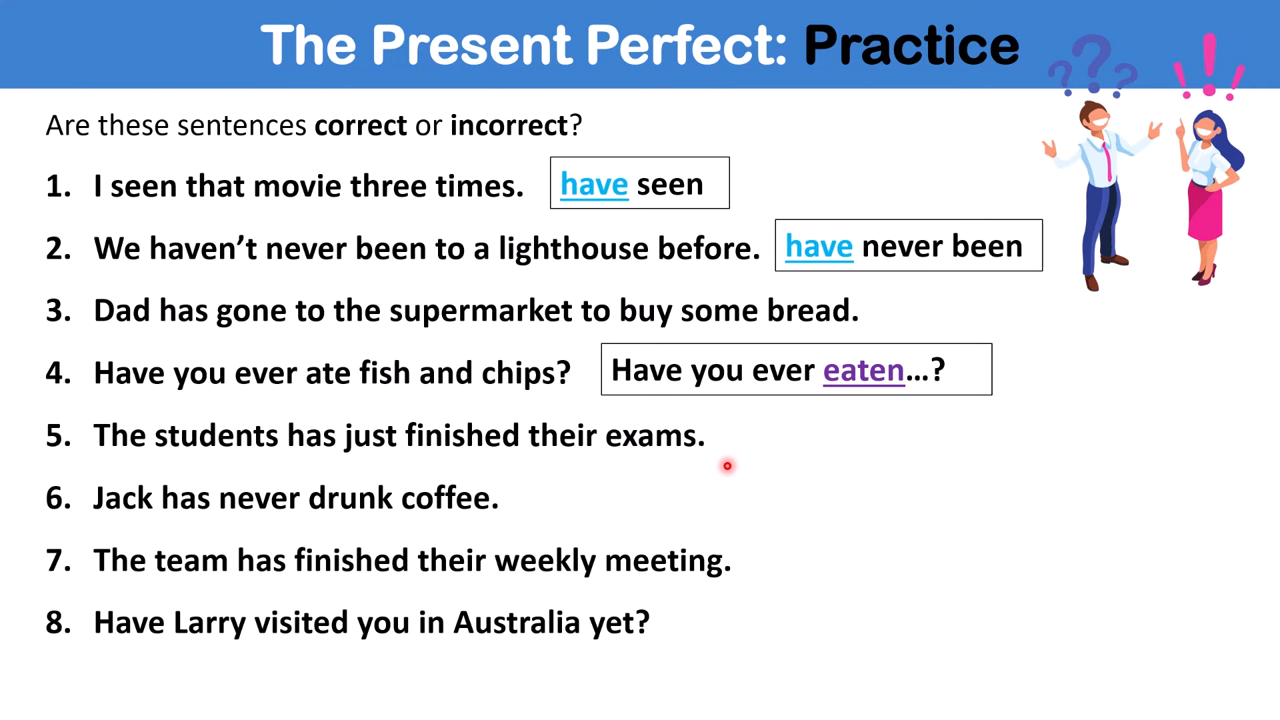 The Present Perfect: Practice
Are these sentences correct or incorrect?
1. I seen that movie three times. have seen
2. We haven’t never been to a lighthouse before. have never been
3. Dad has gone to the supermarket to buy some bread.
4. Have you ever ate fish and chips? Have you ever eaten…?
5. The students has just finished their exams.
6. Jack has never drunk coffee.
7. The team has finished their weekly meeting.
8. Have Larry visited you in Australia yet?